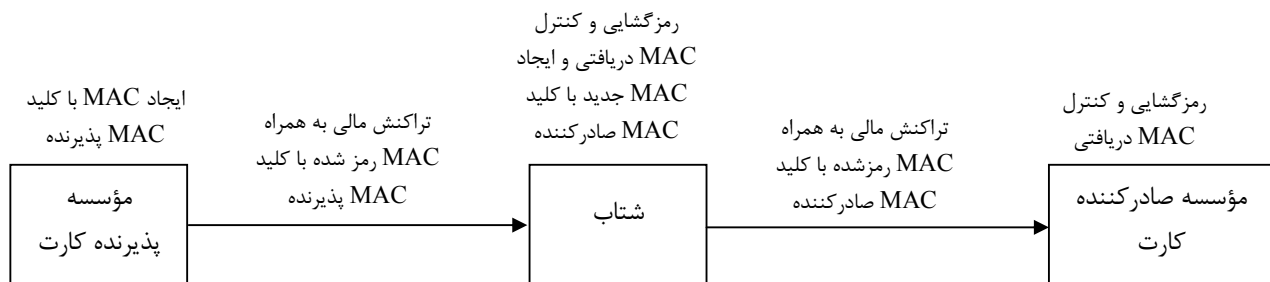 ایجاد MAC با کلید
MAC پذیرنده
مؤسسه
پذیرنده کارت
تراکنش مالی به همراه
MAC رمز شده با کلید
MAC پذیرنده
رمزگشایی و کنترل
MAC دریافتی و ایجاد
MAC جدید با کلید
MAC صادرکننده
شتاب
تراکنش مالی به همراه
MAC رمزشده با کلید
MAC صادرکننده
رمزگشایی و کنترل
MAC دریافتی
مؤسسه صادرکننده
کارت